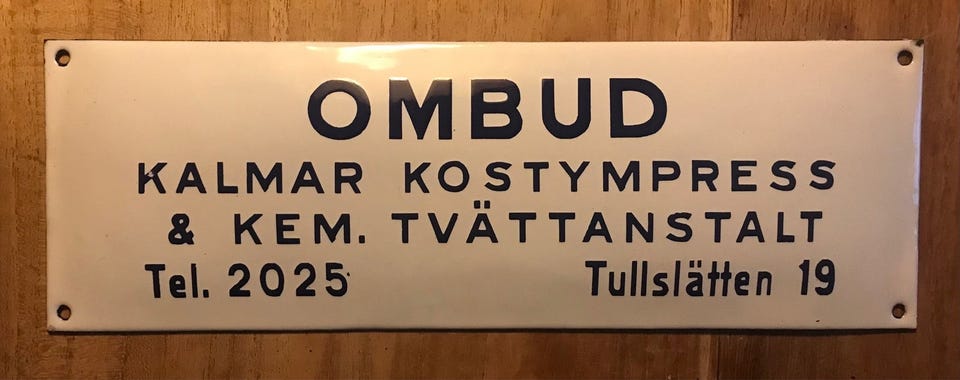 OMBUD
KALMAR KOSTYMPRESS
& KEM. TVÄTTANSTALT
Tel. 2025 Tullslätten 19